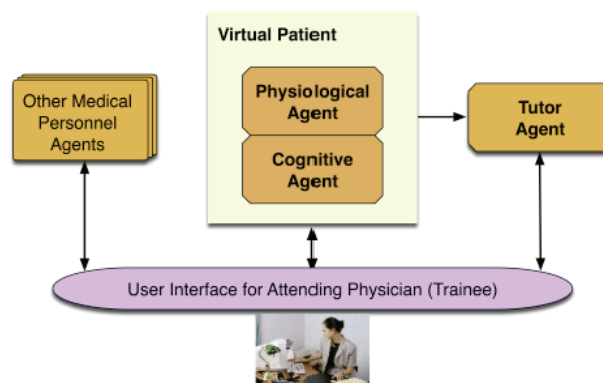 Virtual Patient
Other Medical
Personnel
Agents
Physiological
Agent
Cognitive
Agent
Tutor
Agent
User Interface for Attending Physician (Trainee)